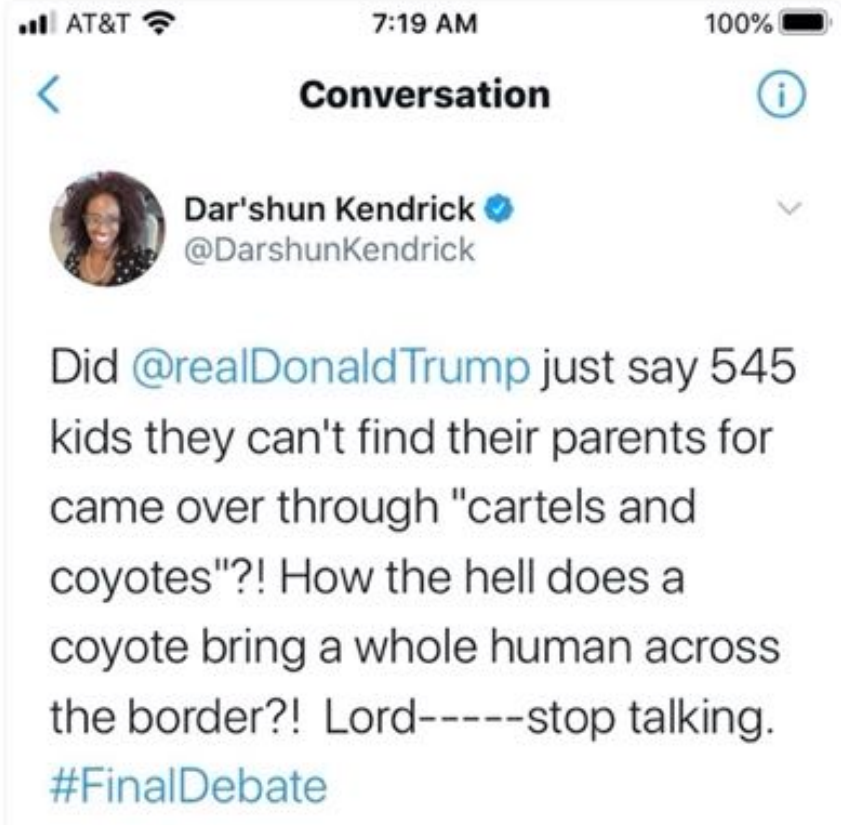 AT&T 7:19 AM 100%
Conversation
Dar'shun Kendrick
@DarshunKendrick
Did @realDonaldTrump just say 545
kids they can't find their parents for
came over through "cartels and
coyotes"?! How the hell does a
coyote bring a whole human across
the border?!  Lord-----stop talking.
#FinalDebate